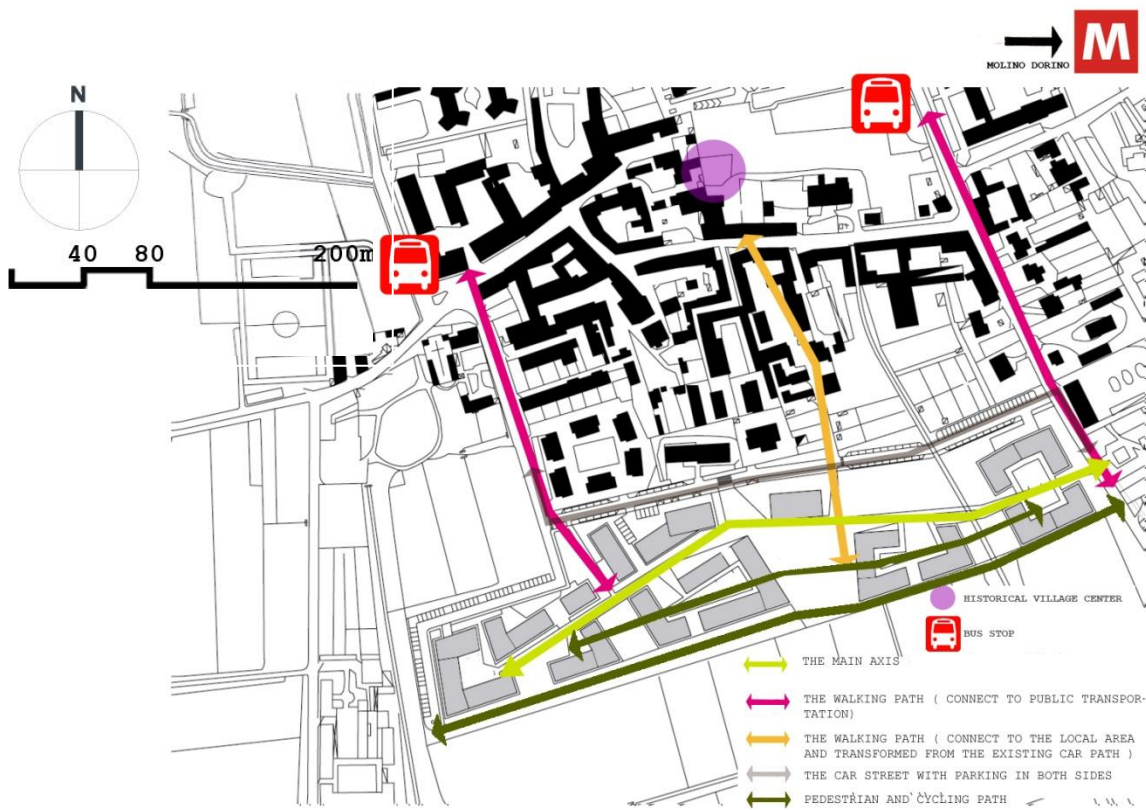 M
MOLINO DORINO
N
40 80 200m
HISTORICAL VILLAGE CENTER
BUS STOP
THE MAIN AXIS
THE WALKING PATH ( CONNECT TO PUBLIC TRANSPOR-
TATION)
THE WALKING PATH ( CONNECT TO THE LOCAL AREA
AND TRANSFORMED FROM THE EXISTING CAR PATH )
THE CAR STREET WITH PARKING IN BOTH SIDES
PEDESTRIAN AND CYCLING PATH